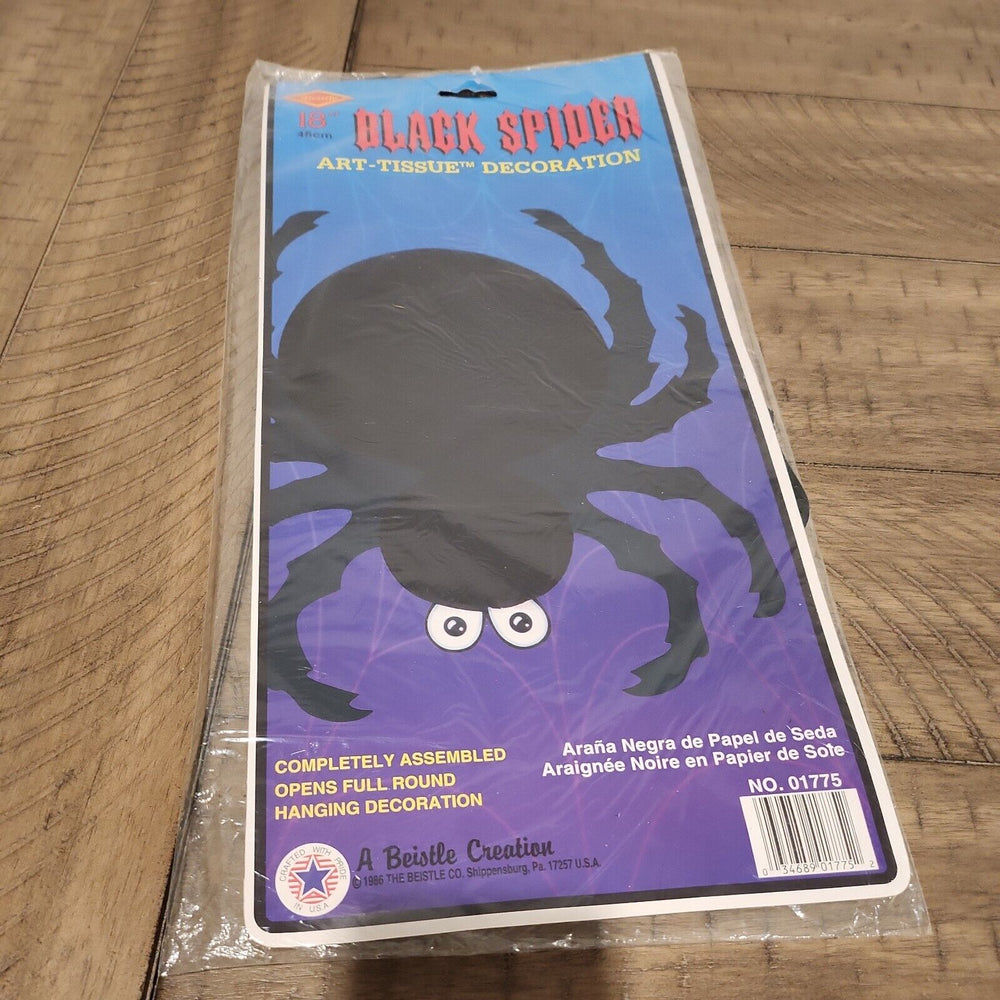 18"
45cm
BLACK SPIDER
ART-TISSUE™ DECORATION
COMPLETELY ASSEMBLED
OPENS FULL ROUND
HANGING DECORATION
Araña Negra de Papel de Seda
Araignée Noire en Papier de Soie
NO. 01775
CRAFTED WITH PRIDE
IN U.S.A.
A Beistle Creation
© 1986 THE BEISTLE CO. Shippensburg, Pa. 17257 U.S.A.
0 34689 01775 2